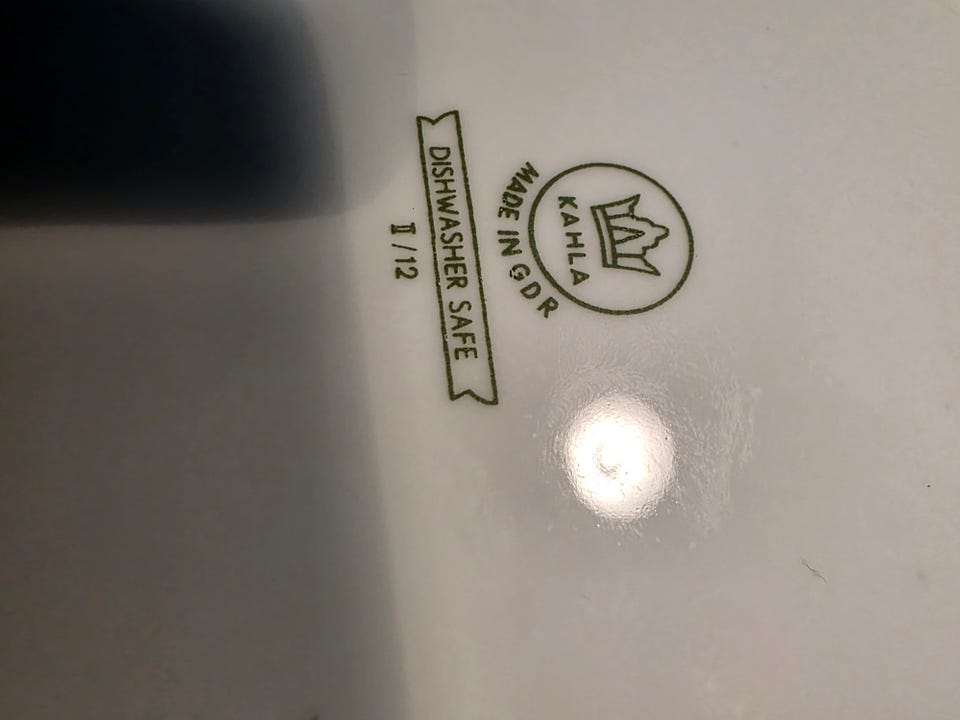 KAHLA
MADE IN GDR
DISHWASHER SAFE
II/12